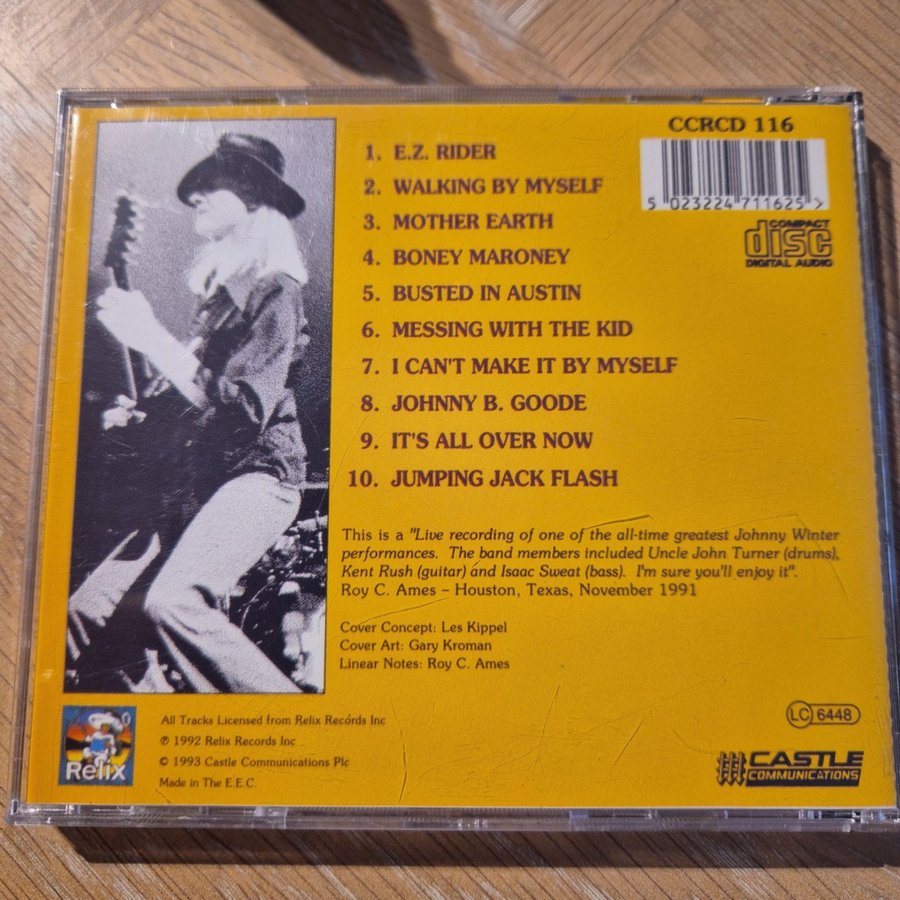 CCRCD 116
5 023224 711625 >
COMPACT
disc
DIGITAL AUDIO
1. E.Z. RIDER
2. WALKING BY MYSELF
3. MOTHER EARTH
4. BONEY MARONEY
5. BUSTED IN AUSTIN
6. MESSING WITH THE KID
7. I CAN'T MAKE IT BY MYSELF
8. JOHNNY B. GOODE
9. IT'S ALL OVER NOW
10. JUMPING JACK FLASH
This is a "Live recording of one of the all-time greatest Johnny Winter
performances. The band members included Uncle John Turner (drums),
Kent Rush (guitar) and Isaac Sweat (bass). I'm sure you'll enjoy it".
Roy C. Ames – Houston, Texas, November 1991
Cover Concept: Les Kippel
Cover Art: Gary Kroman
Linear Notes: Roy C. Ames
Relix
All Tracks Licensed from Relix Records Inc
℗ 1992 Relix Records Inc
© 1993 Castle Communications Plc
Made in The E.E.C.
LC 6448
CASTLE
COMMUNICATIONS